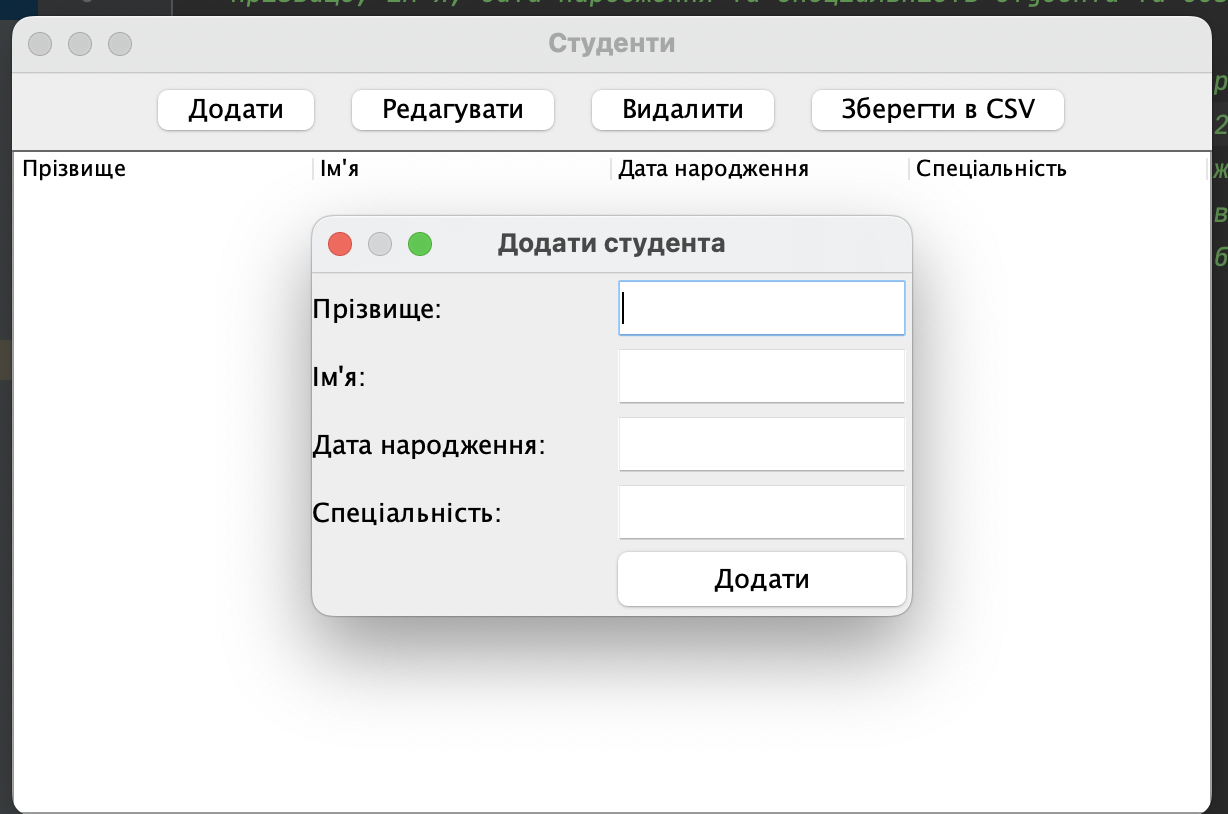 Студенти
Додати Редагувати Видалити Зберегти в CSV
Прізвище Ім'я Дата народження Спеціальність
Додати студента
Прізвище:
Ім'я:
Дата народження:
Спеціальність:
Додати